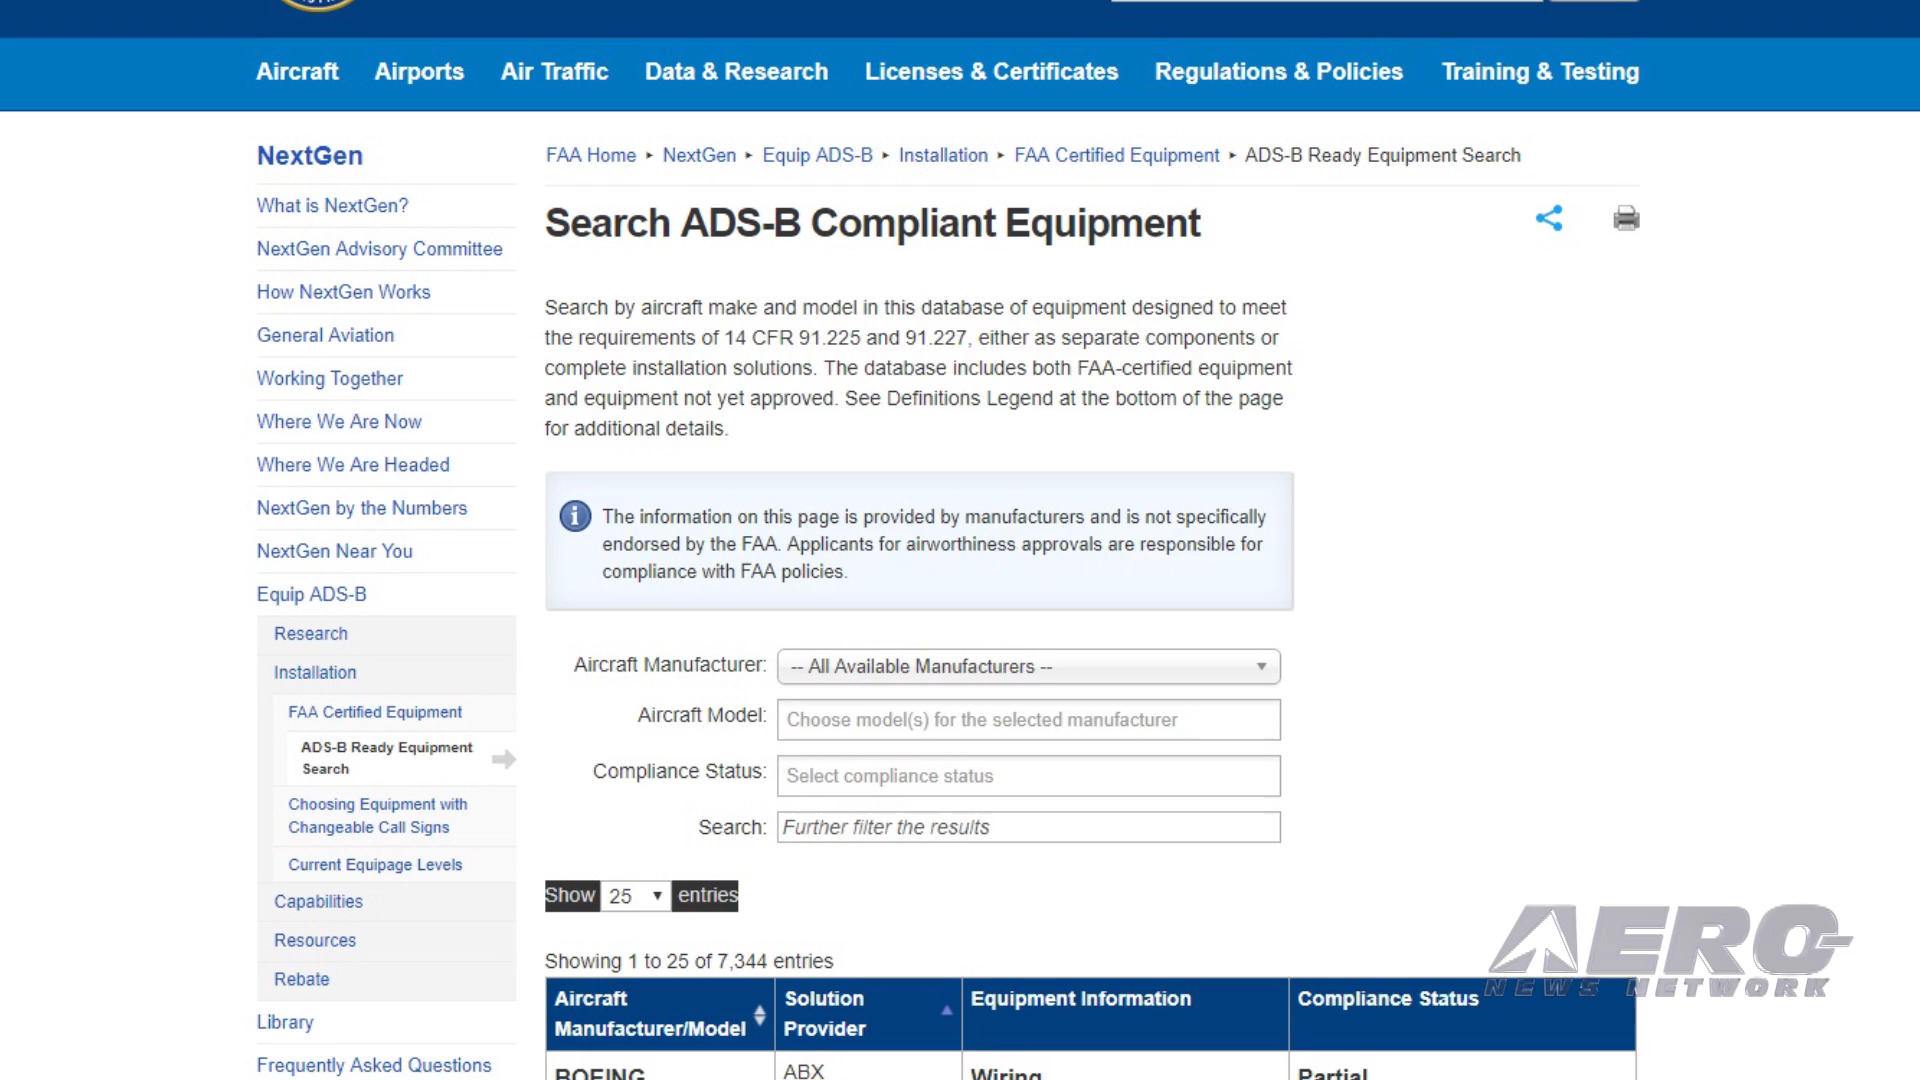 Aircraft Airports Air Traffic Data & Research Licenses & Certificates Regulations & Policies Training & Testing
NextGen
What is NextGen?
NextGen Advisory Committee
How NextGen Works
General Aviation
Working Together
Where We Are Now
Where We Are Headed
NextGen by the Numbers
NextGen Near You
Equip ADS-B
Research
Installation
FAA Certified Equipment
ADS-B Ready Equipment
Search
Choosing Equipment with
Changeable Call Signs
Current Equipage Levels
Capabilities
Resources
Rebate
Library
Frequently Asked Questions
FAA Home ▸ NextGen ▸ Equip ADS-B ▸ Installation ▸ FAA Certified Equipment ▸ ADS-B Ready Equipment Search
Search ADS-B Compliant Equipment
Search by aircraft make and model in this database of equipment designed to meet
the requirements of 14 CFR 91.225 and 91.227, either as separate components or
complete installation solutions. The database includes both FAA-certified equipment
and equipment not yet approved. See Definitions Legend at the bottom of the page
for additional details.
The information on this page is provided by manufacturers and is not specifically
endorsed by the FAA. Applicants for airworthiness approvals are responsible for
compliance with FAA policies.
Aircraft Manufacturer: -- All Available Manufacturers --
Aircraft Model: Choose model(s) for the selected manufacturer
Compliance Status: Select compliance status
Search: Further filter the results
Show 25 entries
Showing 1 to 25 of 7,344 entries
Aircraft Manufacturer/Model Solution Provider Equipment Information Compliance Status
BOEING ABX Wiring Partial
AERO-
NEWS NETWORK